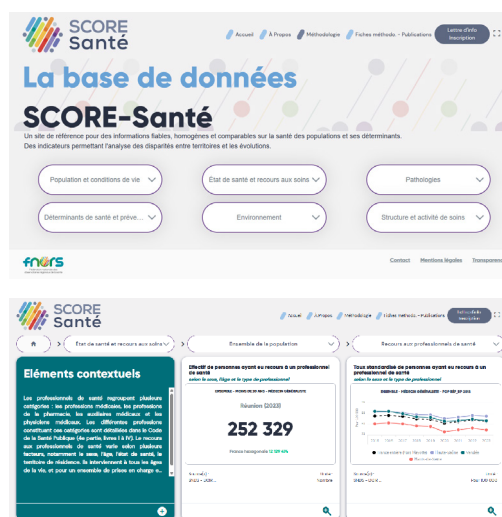 SCORE
Santé
Accueil
À Propos
Méthodologie
Fiches méthodo. - Publications
Lettre d'info
Inscription
La base de données
SCORE-Santé
Un site de référence pour des informations fiables, homogènes et comparables sur la santé des populations et ses déterminants.
Des indicateurs permettant l'analyse des disparités entre territoires et les évolutions.
Population et conditions de vie
État de santé et recours aux soins
Pathologies
Déterminants de santé et préve...
Environnement
Structure et activité de soins
fnors
Contact
Mentions légales
SCORE
Santé
Accueil
À Propos
Méthodologie
Fiches méthodo. - Publications
État de santé et recours aux soins
Ensemble de la population
Recours aux professionnels de santé
Eléments contextuels
Les professionnels de santé regroupent plusieurs
catégories : les professions médicales, les professions
de la pharmacie, les auxiliaires médicaux et les
physiciens médicaux. Les différentes professions
constituant ces catégories sont détaillées dans le Code
de la Santé Publique (4e partie, livres I à IV). Le recours
aux professionnels de santé varie selon plusieurs
facteurs, notamment le sexe, l'âge, l'état de santé, le
territoire de résidence. Ils interviennent à tous les âges
de la vie, et pour un ensemble de prises en charge e...
Effectif de personnes ayant eu recours à un professionnel
de santé
selon le sexe, l'âge et le type de professionnel
Réunion (2023)
252 329
France hexagonale
Taux standardisé de personnes ayant eu recours à un
professionnel de santé
selon le sexe et le type de professionnel